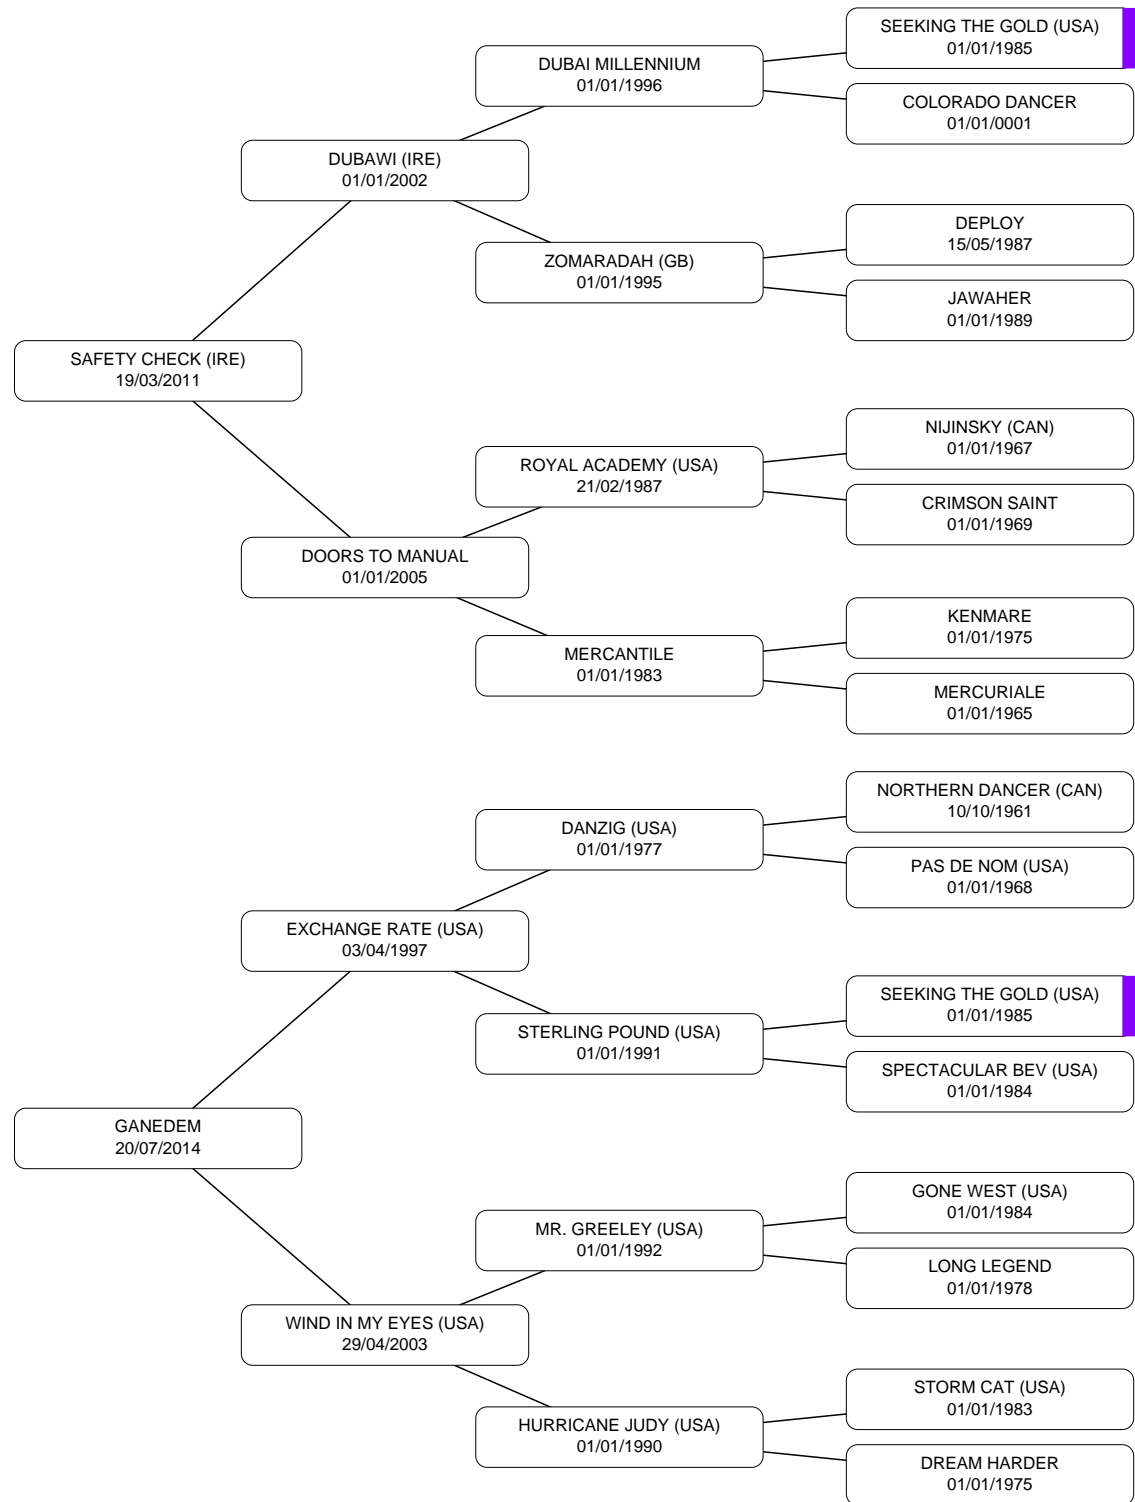 SEEKING THE GOLD (USA)
01/01/1985
DUBAI MILLENNIUM
01/01/1996
COLORADO DANCER
01/01/0001
DUBAWI (IRE)
01/01/2002
DEPLOY
15/05/1987
ZOMARADAH (GB)
01/01/1995
JAWAHER
01/01/1989
SAFETY CHECK (IRE)
19/03/2011
NIJINSKY (CAN)
01/01/1967
ROYAL ACADEMY (USA)
21/02/1987
CRIMSON SAINT
01/01/1969
DOORS TO MANUAL
01/01/2005
KENMARE
01/01/1975
MERCANTILE
01/01/1983
MERCURIALE
01/01/1965
NORTHERN DANCER (CAN)
10/10/1961
DANZIG (USA)
01/01/1977
PAS DE NOM (USA)
01/01/1968
EXCHANGE RATE (USA)
03/04/1997
SEEKING THE GOLD (USA)
01/01/1985
STERLING POUND (USA)
01/01/1991
SPECTACULAR BEV (USA)
01/01/1984
GANEDEM
20/07/2014
GONE WEST (USA)
01/01/1984
MR. GREELEY (USA)
01/01/1992
LONG LEGEND
01/01/1978
WIND IN MY EYES (USA)
29/04/2003
STORM CAT (USA)
01/01/1983
HURRICANE JUDY (USA)
01/01/1990
DREAM HARDER
01/01/1975